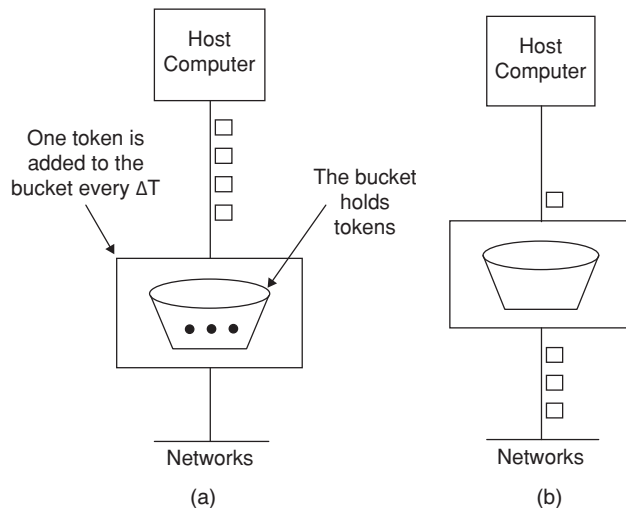 Host
Computer
One token is
added to the
bucket every ΔT
The bucket
holds
tokens
Networks
(a)
Host
Computer
Networks
(b)